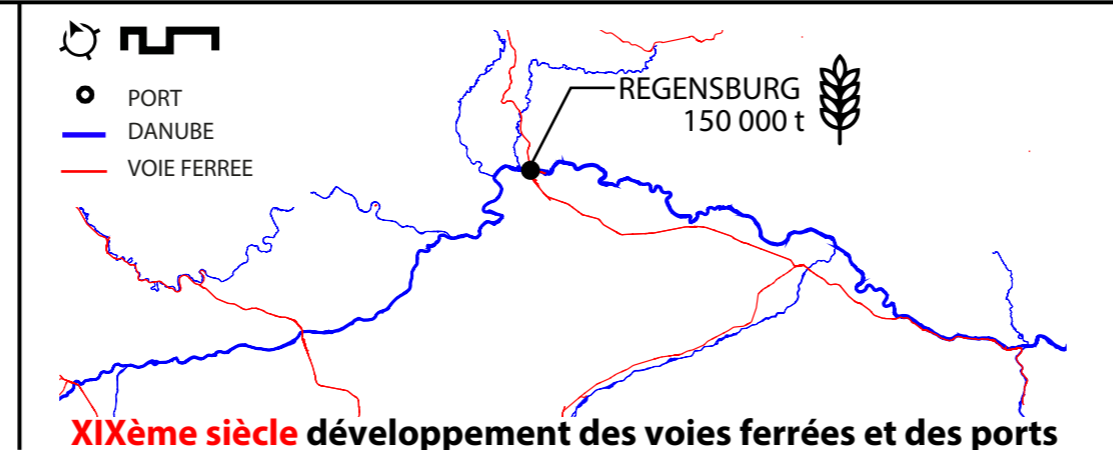 PORT
DANUBE
VOIE FERREE
REGENSBURG
150 000 t
XIXème siècle développement des voies ferrées et des ports